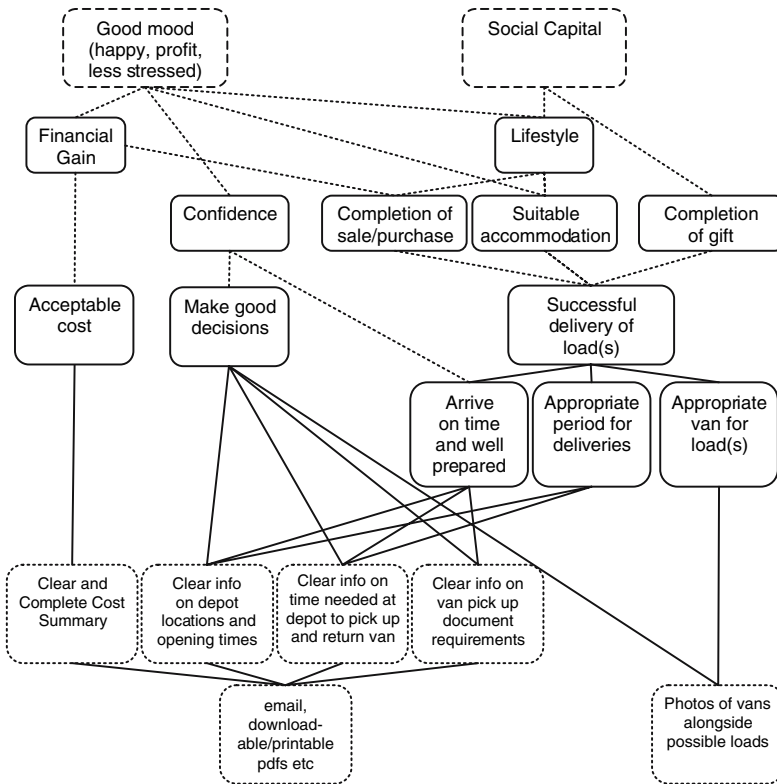 Good mood
(happy, profit,
less stressed)
Social Capital
Financial
Gain
Lifestyle
Confidence
Completion of
sale/purchase
Suitable
accommodation
Completion
of gift
Acceptable
cost
Make good
decisions
Successful
delivery of
load(s)
Arrive
on time
and well
prepared
Appropriate
period for
deliveries
Appropriate
van for
load(s)
Clear and
Complete Cost
Summary
Clear info
on depot
locations and
opening times
Clear info on
time needed at
depot to pick up
and return van
Clear info on
van pick up
document
requirements
email,
download-
able/printable
pdfs etc
Photos of vans
alongside
possible loads